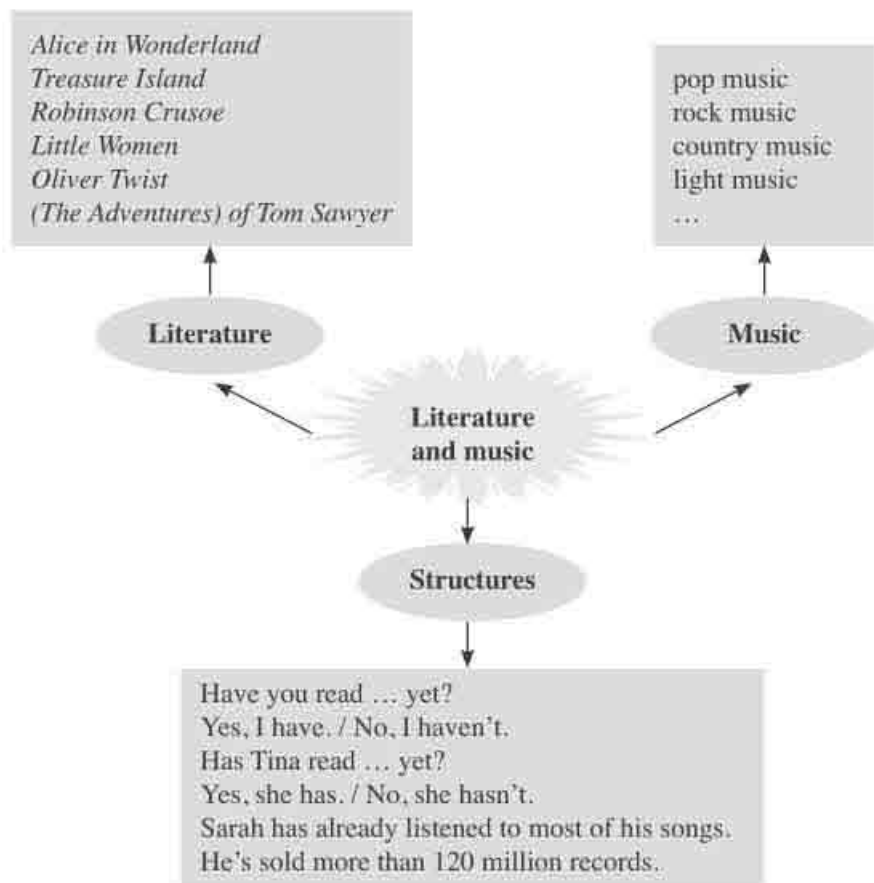 Alice in Wonderland
Treasure Island
Robinson Crusoe
Little Women
Oliver Twist
(The Adventures) of Tom Sawyer
pop music
rock music
country music
light music
…
Literature
Music
Literature
and music
Structures
Have you read … yet?
Yes, I have. / No, I haven't.
Has Tina read … yet?
Yes, she has. / No, she hasn't.
Sarah has already listened to most of his songs.
He's sold more than 120 million records.